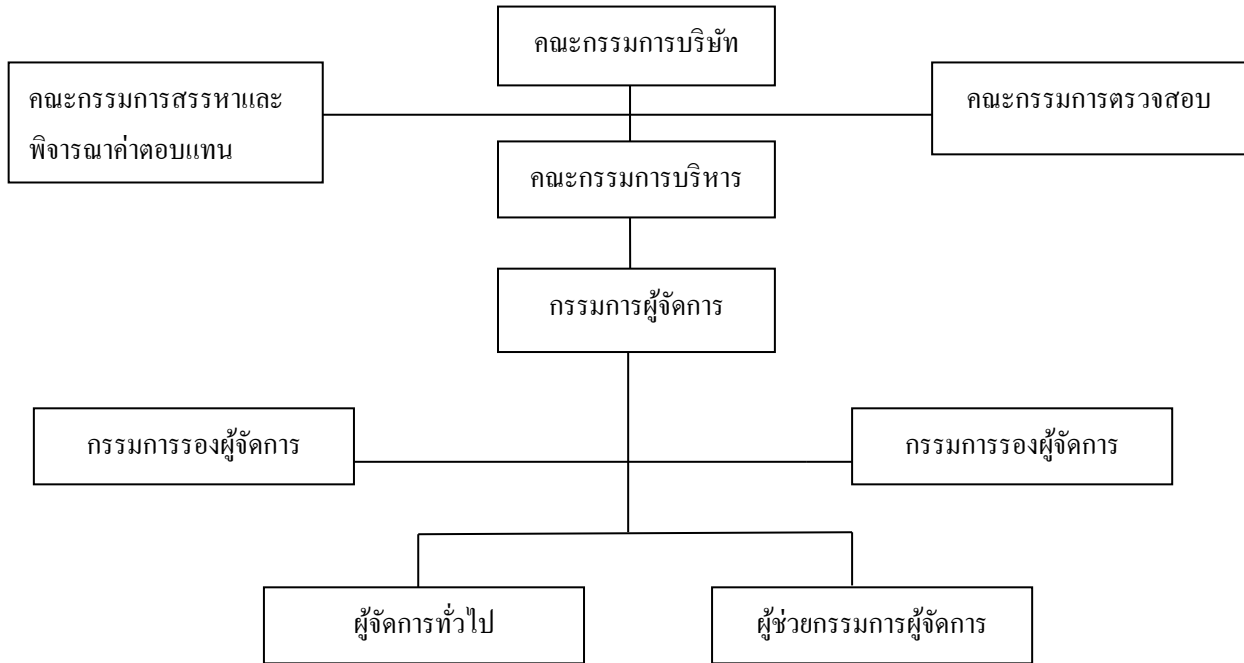 คณะกรรมการบริษัท
คณะกรรมการสรรหาและ
พิจารณาค่าตอบแทน
คณะกรรมการตรวจสอบ
คณะกรรมการบริหาร
กรรมการผู้จัดการ
กรรมการรองผู้จัดการ
กรรมการรองผู้จัดการ
ผู้จัดการทั่วไป
ผู้ช่วยกรรมการผู้จัดการ